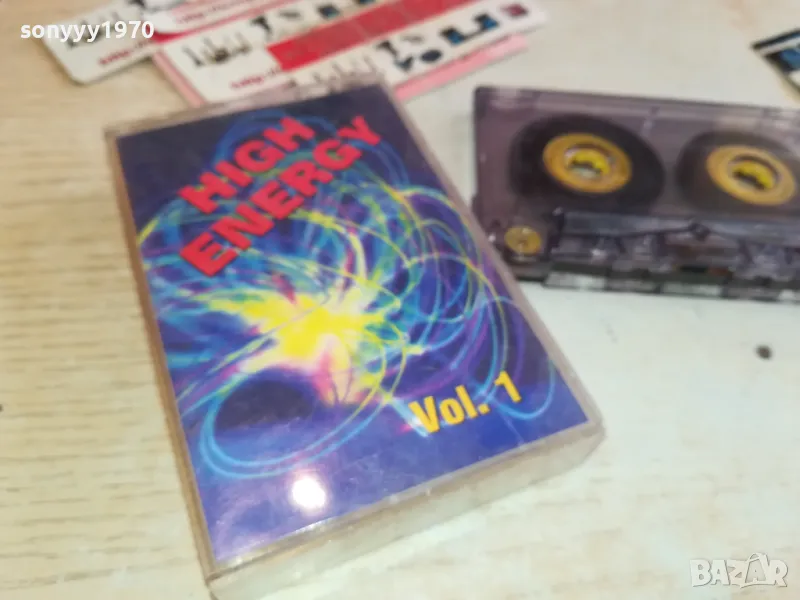 sonyyy1970
HIGH
ENERGY
Vol. 1
BAZAR